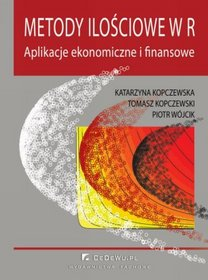 METODY ILOŚCIOWE W R
Aplikacje ekonomiczne i finansowe
KATARZYNA KOPCZEWSKA
TOMASZ KOPCZEWSKI
PIOTR WÓJCIK
CEDEWU.PL
WYDAWNICTWA FACHOWE